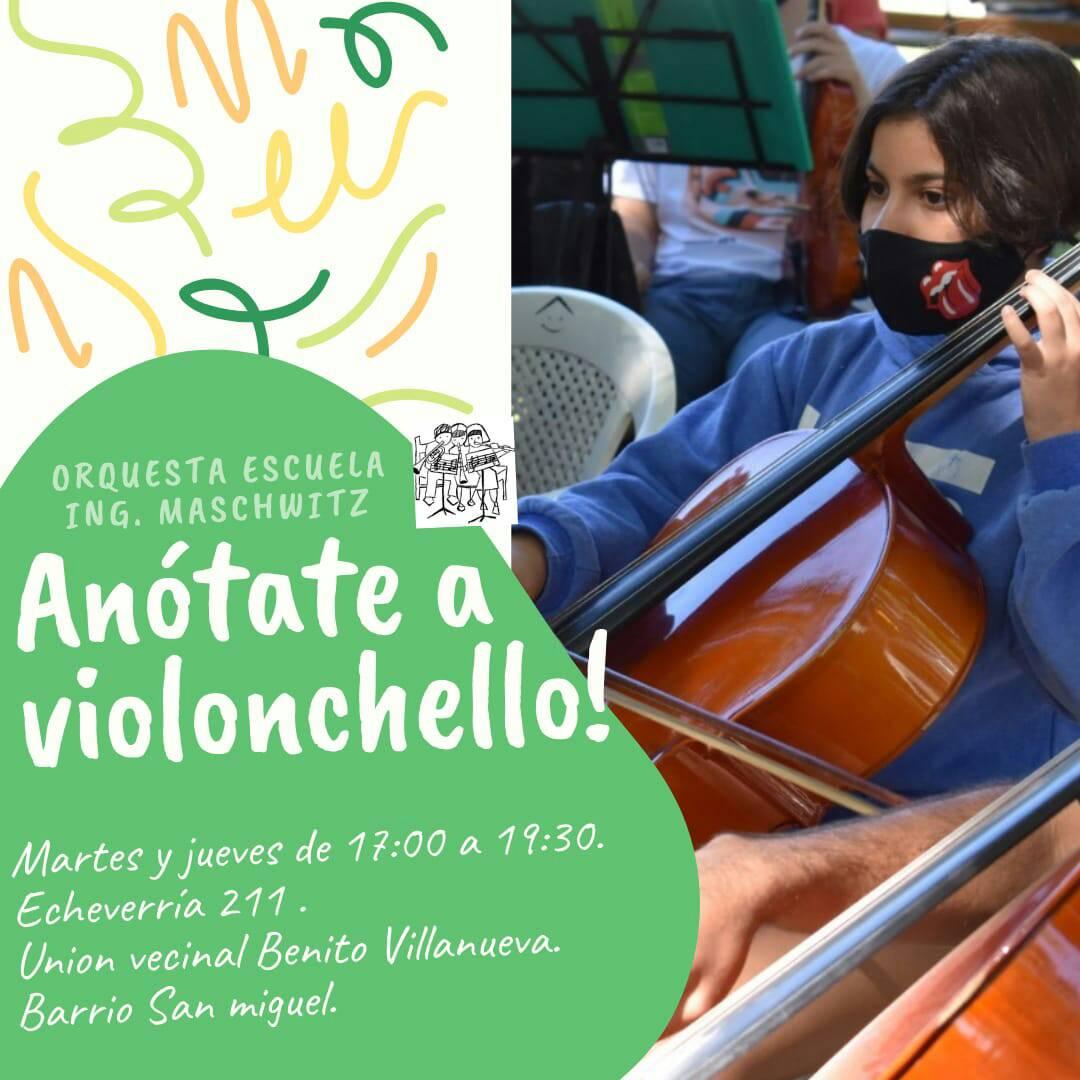 ORQUESTA ESCUELA
ING. MASCHWITZ
Anótate a
violonchello!
Martes y jueves de 17:00 a 19:30.
Echeverría 211 .
Union vecinal Benito Villanueva.
Barrio San miguel.